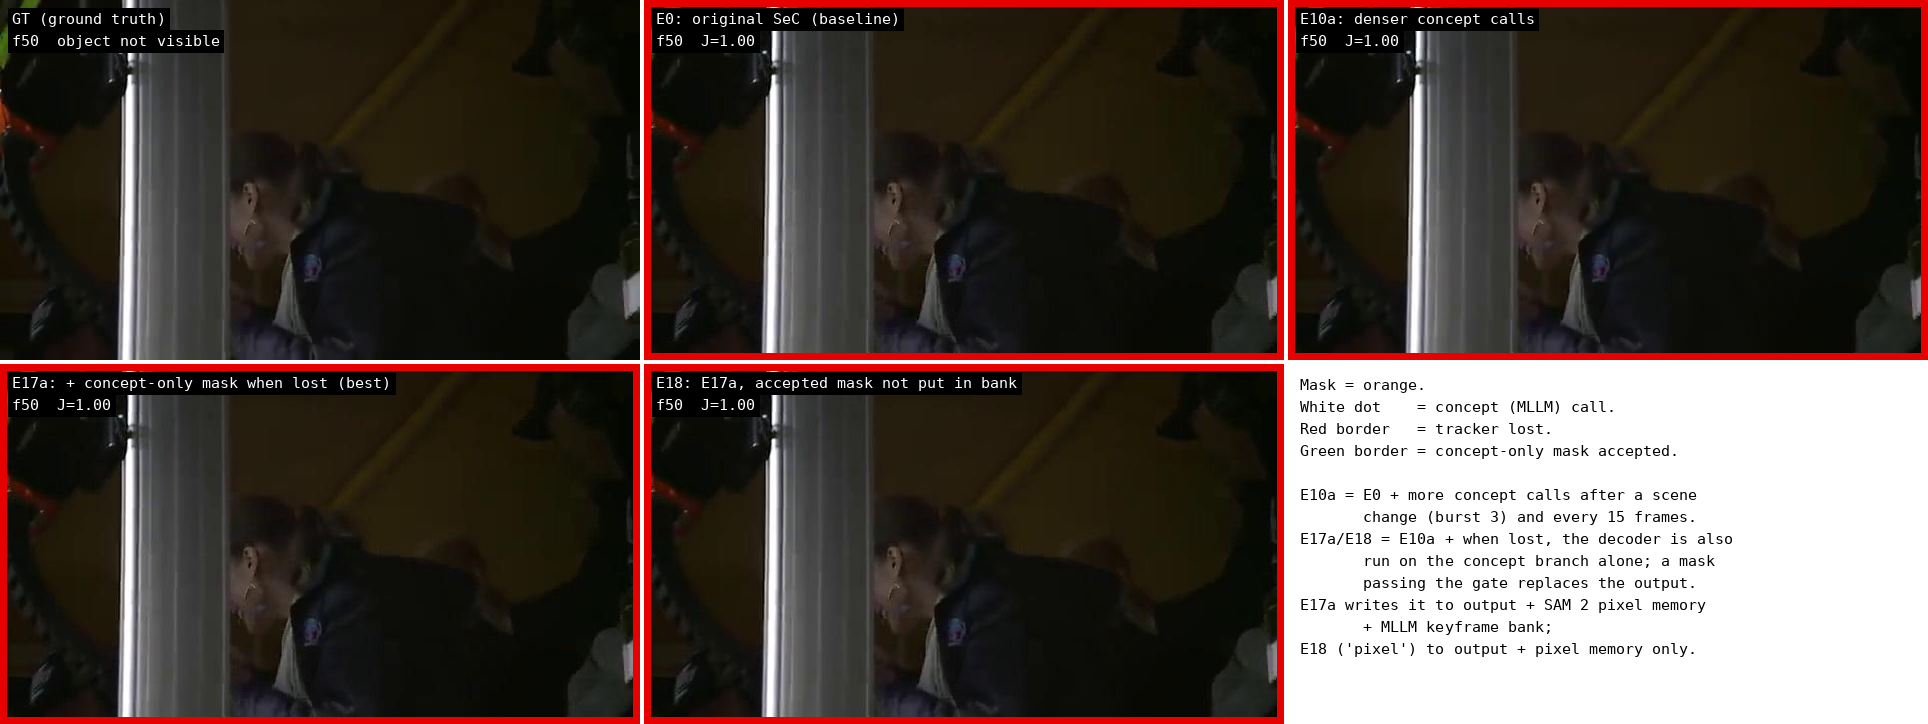 GT (ground truth)
f50  object not visible
E0: original SeC (baseline)
f50  J=1.00
E10a: denser concept calls
f50  J=1.00
E17a: + concept-only mask when lost (best)
f50  J=1.00
E18: E17a, accepted mask not put in bank
f50  J=1.00
Mask = orange.
White dot    = concept (MLLM) call.
Red border   = tracker lost.
Green border = concept-only mask accepted.
E10a = E0 + more concept calls after a scene
change (burst 3) and every 15 frames.
E17a/E18 = E10a + when lost, the decoder is also
run on the concept branch alone; a mask
passing the gate replaces the output.
E17a writes it to output + SAM 2 pixel memory
+ MLLM keyframe bank;
E18 ('pixel') to output + pixel memory only.